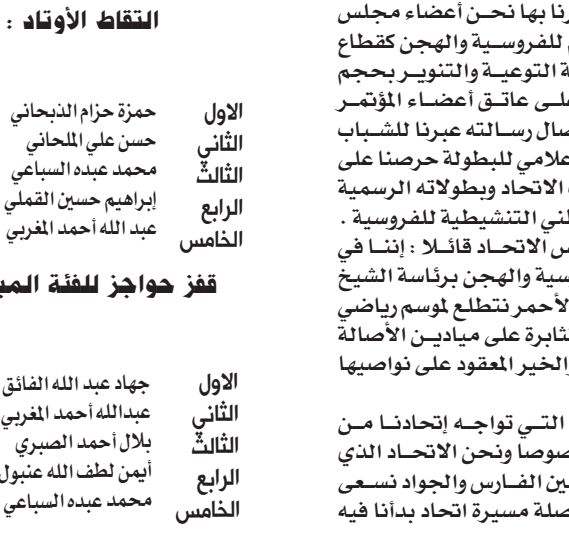 رنا بها نحن أعضاء مجلس
للفروسية والهجن كقطاع
ة التوعية والتنوير بحجم
على عاتق أعضاء المؤتمر
صال رسالته عبرنا للشباب
علامي للبطولة حرصنا على
الاتحاد وبطولاته الرسمية
لني التنشيطية للفروسية .
س الاتحاد قائلا : إننا في
سية والهجن برئاسة الشيخ
لأحمر نتطلع لموسم رياضي
ثابرة على ميادين الأصالة
الخير المعقود على نواصيها
التي تواجه إتحادنا من
صوصا ونحن الاتحاد الذي
ين الفارس والجواد نسعى
صلة مسيرة اتحاد بدأنا فيه
التقاط الأوتاد :
الاول حمزة حزام الذبحاني
الثاني حسن علي الملحاني
الثالث محمد عبده السباعي
الرابع إبراهيم حسين القملي
الخامس عبد الله أحمد المغربي
قفز حواجز للفئة المب
الاول جهاد عبد الله الفائق
الثاني عبدالله أحمد المغربي
الثالث بلال أحمد الصبري
الرابع أيمن لطف الله عنبول
الخامس محمد عبده السباعي